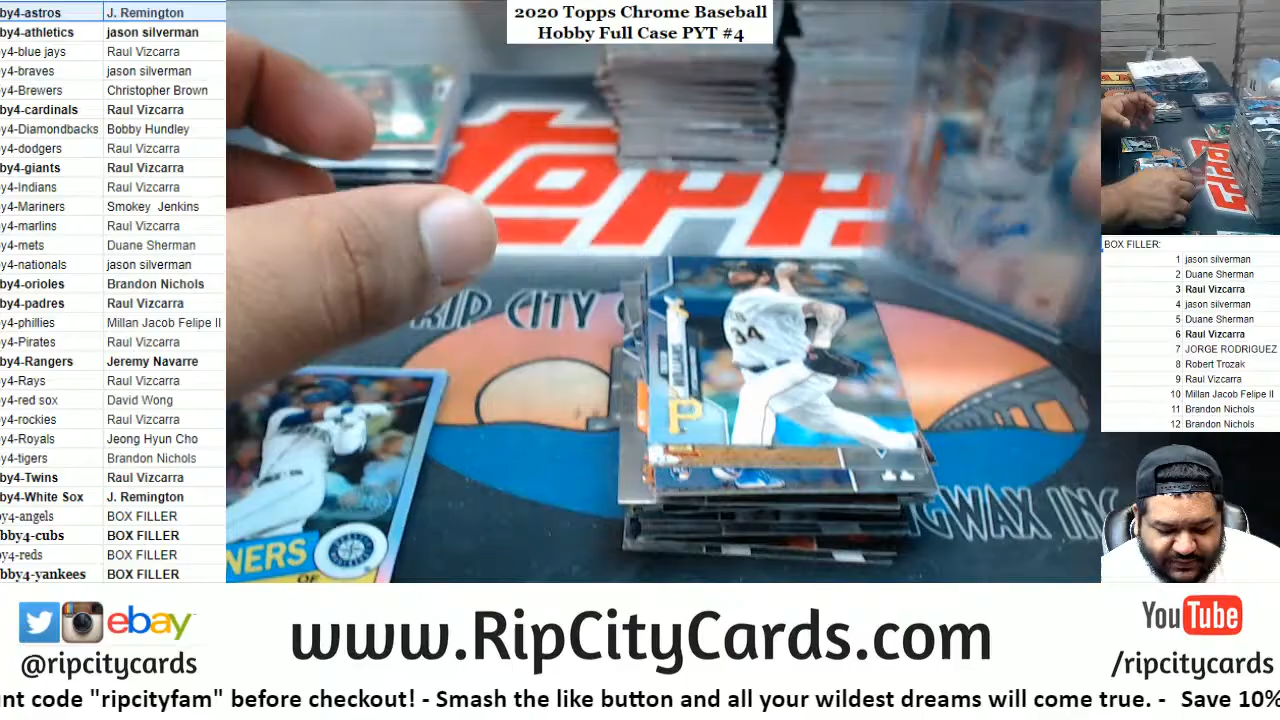 by4-astros J. Remington
by4-athletics jason silverman
y4-blue jays Raul Vizcarra
y4-braves jason silverman
y4-Brewers Christopher Brown
by4-cardinals Raul Vizcarra
y4-Diamondbacks Bobby Hundley
y4-dodgers Raul Vizcarra
by4-giants Raul Vizcarra
y4-Indians Raul Vizcarra
y4-Mariners Smokey Jenkins
y4-marlins Raul Vizcarra
y4-mets Duane Sherman
y4-nationals jason silverman
by4-orioles Brandon Nichols
by4-padres Raul Vizcarra
y4-phillies Millan Jacob Felipe II
y4-Pirates Raul Vizcarra
by4-Rangers Jeremy Navarre
y4-Rays Raul Vizcarra
y4-red sox David Wong
y4-rockies Raul Vizcarra
y4-Royals Jeong Hyun Cho
y4-tigers Brandon Nichols
by4-Twins Raul Vizcarra
by4-White Sox J. Remington
y4-angels BOX FILLER
bby4-cubs BOX FILLER
y4-reds BOX FILLER
bby4-yankees BOX FILLER
2020 Topps Chrome Baseball
Hobby Full Case PYT #4
TOPP
RIP CITY
GWAX INC
34
P
NERS
OF
BOX FILLER:
1 jason silverman
2 Duane Sherman
3 Raul Vizcarra
4 jason silverman
5 Duane Sherman
6 Raul Vizcarra
7 JORGE RODRIGUEZ
8 Robert Trozak
9 Raul Vizcarra
10 Millan Jacob Felipe II
11 Brandon Nichols
12 Brandon Nichols
ebay
@ripcitycards
www.RipCityCards.com
YouTube
/ripcitycards
nt code "ripcityfam" before checkout! - Smash the like button and all your wildest dreams will come true. - Save 10%